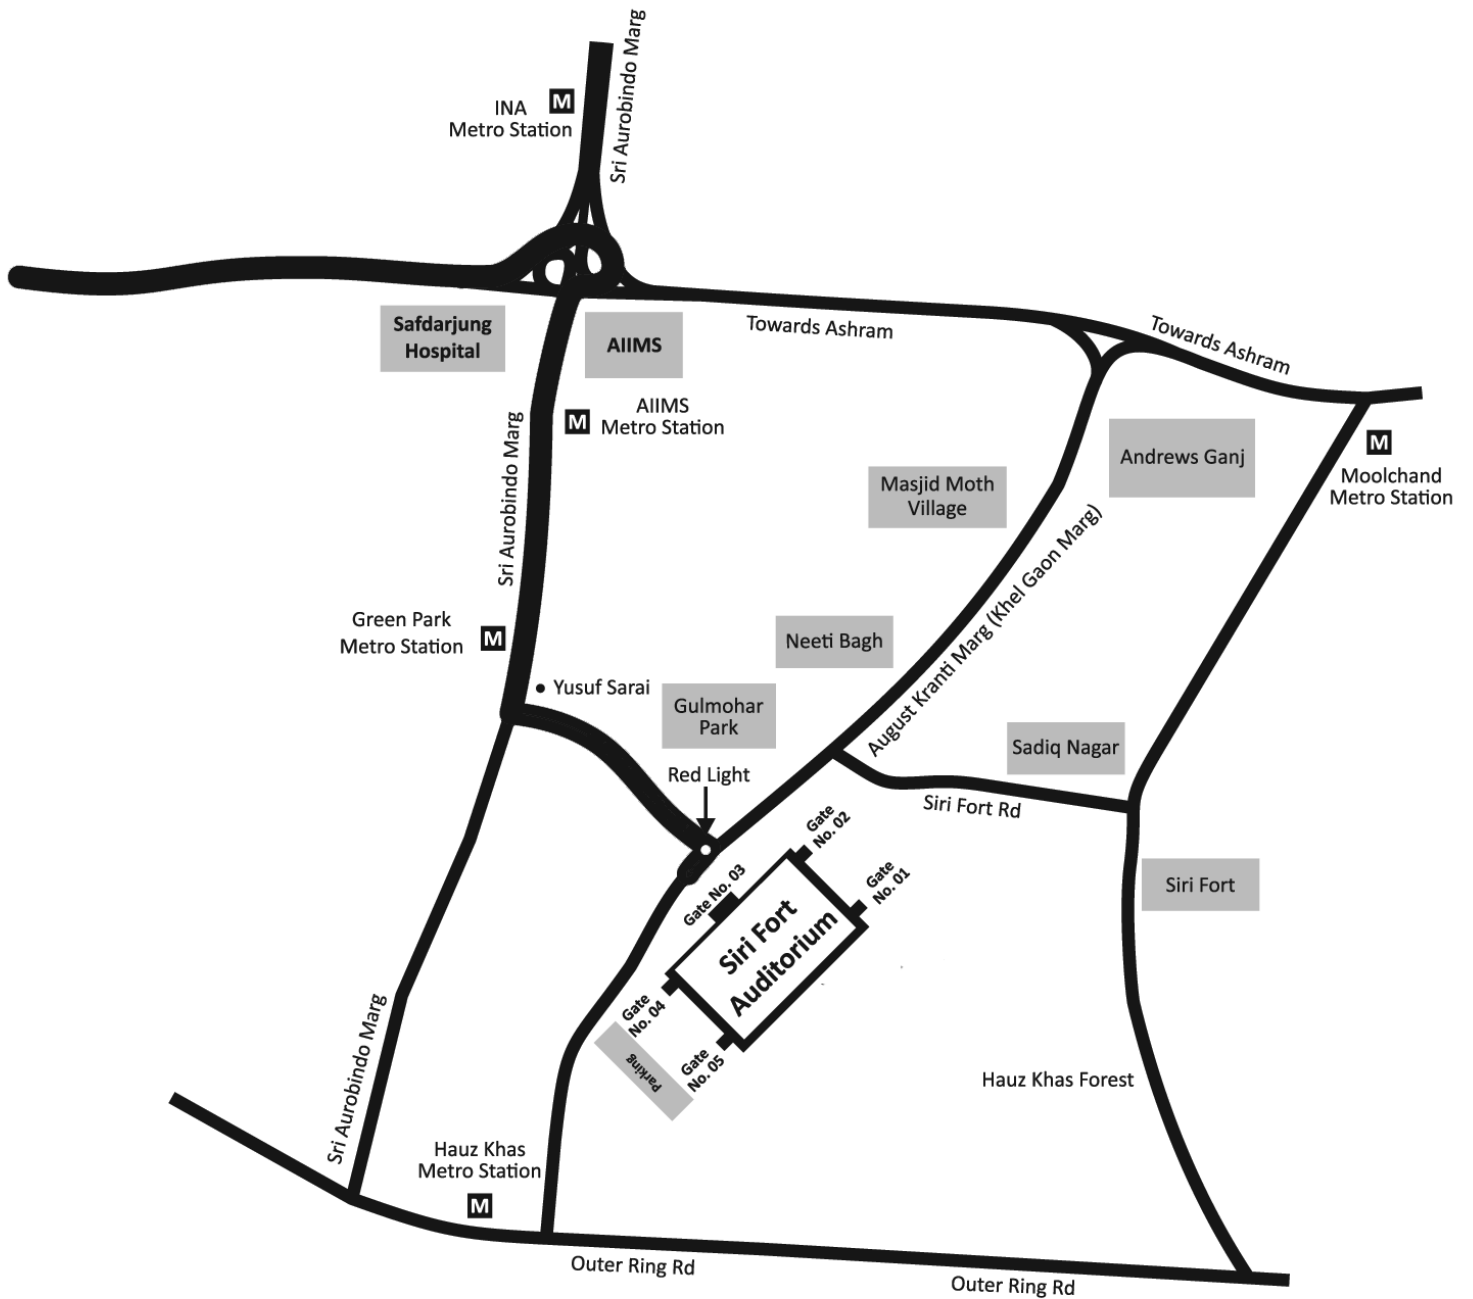 Sri Aurobindo Marg
M
INA
Metro Station
Safdarjung
Hospital
AIIMS
Towards Ashram
Towards Ashram
M
AIIMS
Metro Station
Sri Aurobindo Marg
Andrews Ganj
M
Moolchand
Metro Station
Masjid Moth
Village
August Kranti Marg (Khel Gaon Marg)
Green Park
Metro Station
M
Neeti Bagh
Yusuf Sarai
Gulmohar
Park
Red Light
Sadiq Nagar
Siri Fort Rd
Gate
No. 02
Gate
No. 01
Gate No. 03
Siri Fort
Siri Fort
Auditorium
Gate
No. 04
Gate
No. 05
Parking
Sri Aurobindo Marg
Hauz Khas Forest
Hauz Khas
Metro Station
M
Outer Ring Rd
Outer Ring Rd